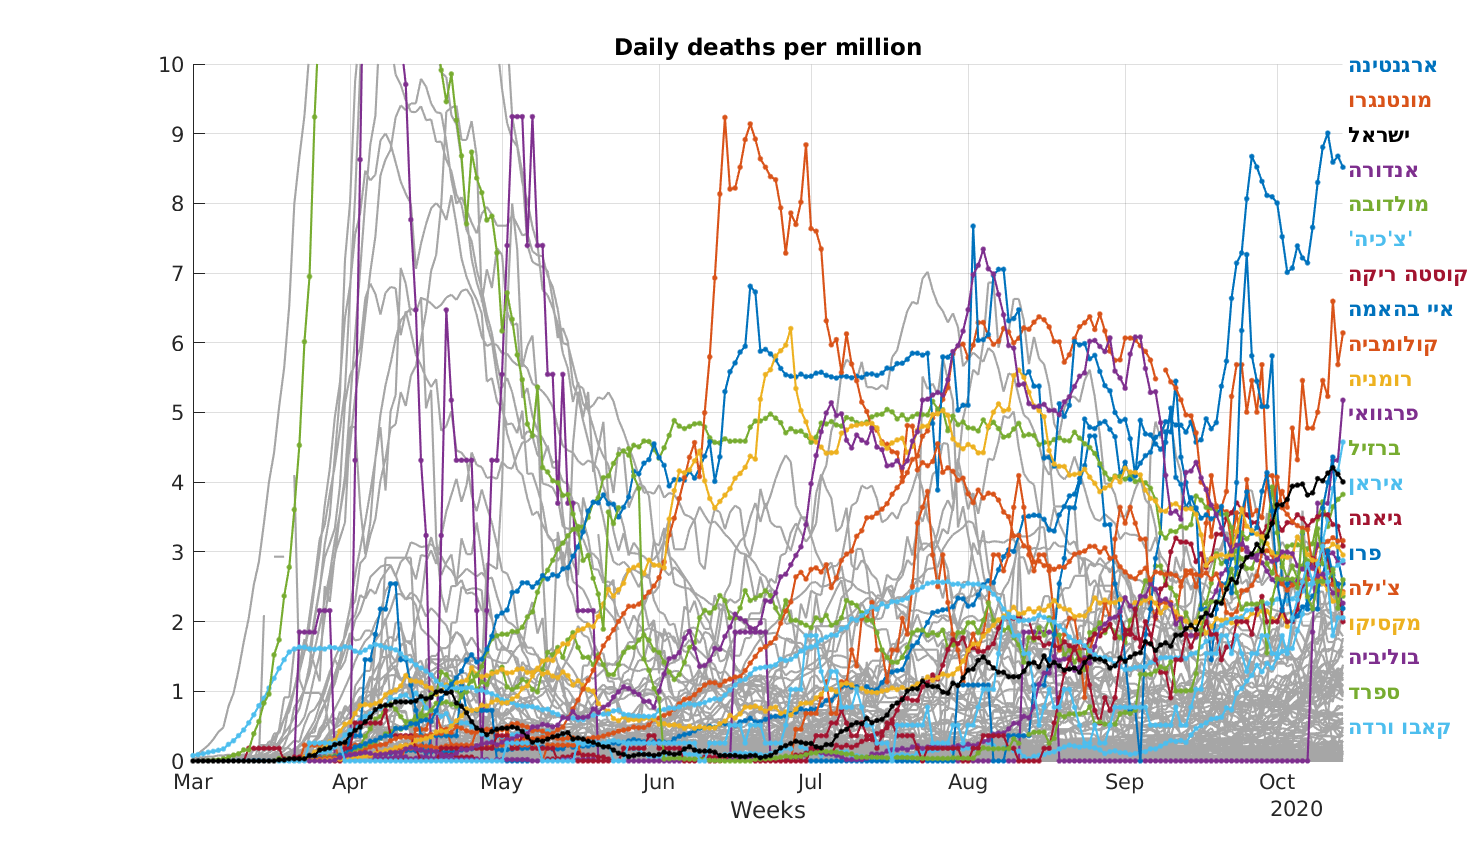 Daily deaths per million
10
9
8
7
6
5
4
3
2
1
0
Mar Apr May Jun Jul Aug Sep Oct
Weeks
2020
ארגנטינה
מונטנגרו
ישראל
אנדורה
מולדובה
צ'כיה'
קוסטה ריקה
איי בהאמה
קולומביה
רומניה
פרגוואי
ברזיל
איראן
גיאנה
פרו
צ'ילה
מקסיקו
בוליביה
ספרד
קאבו ורדה